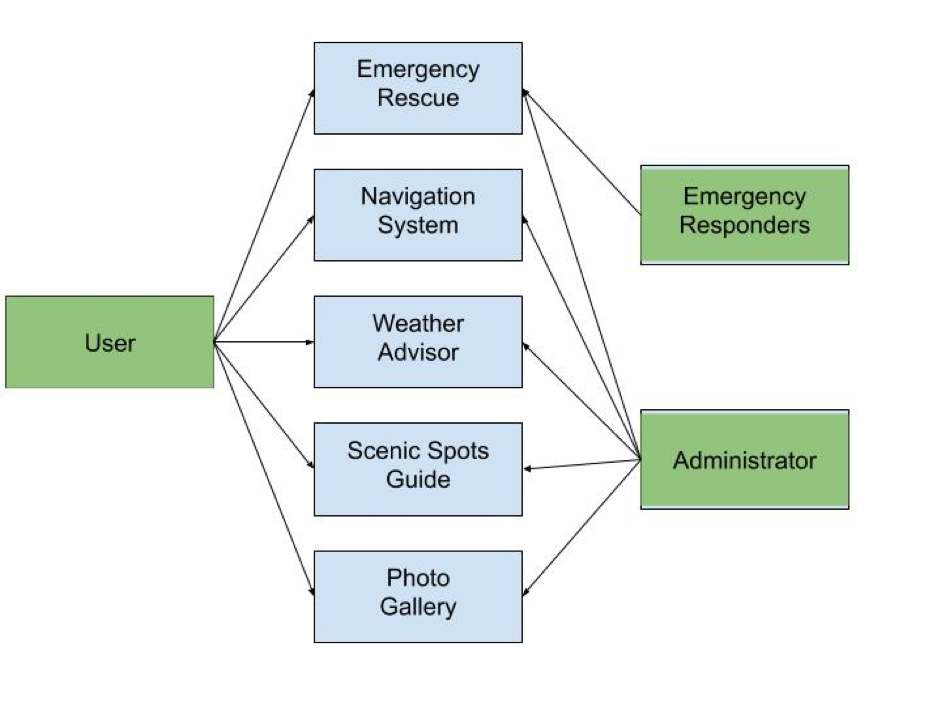 Emergency
Rescue
Navigation
System
Emergency
Responders
User
Weather
Advisor
Scenic Spots
Guide
Administrator
Photo
Gallery